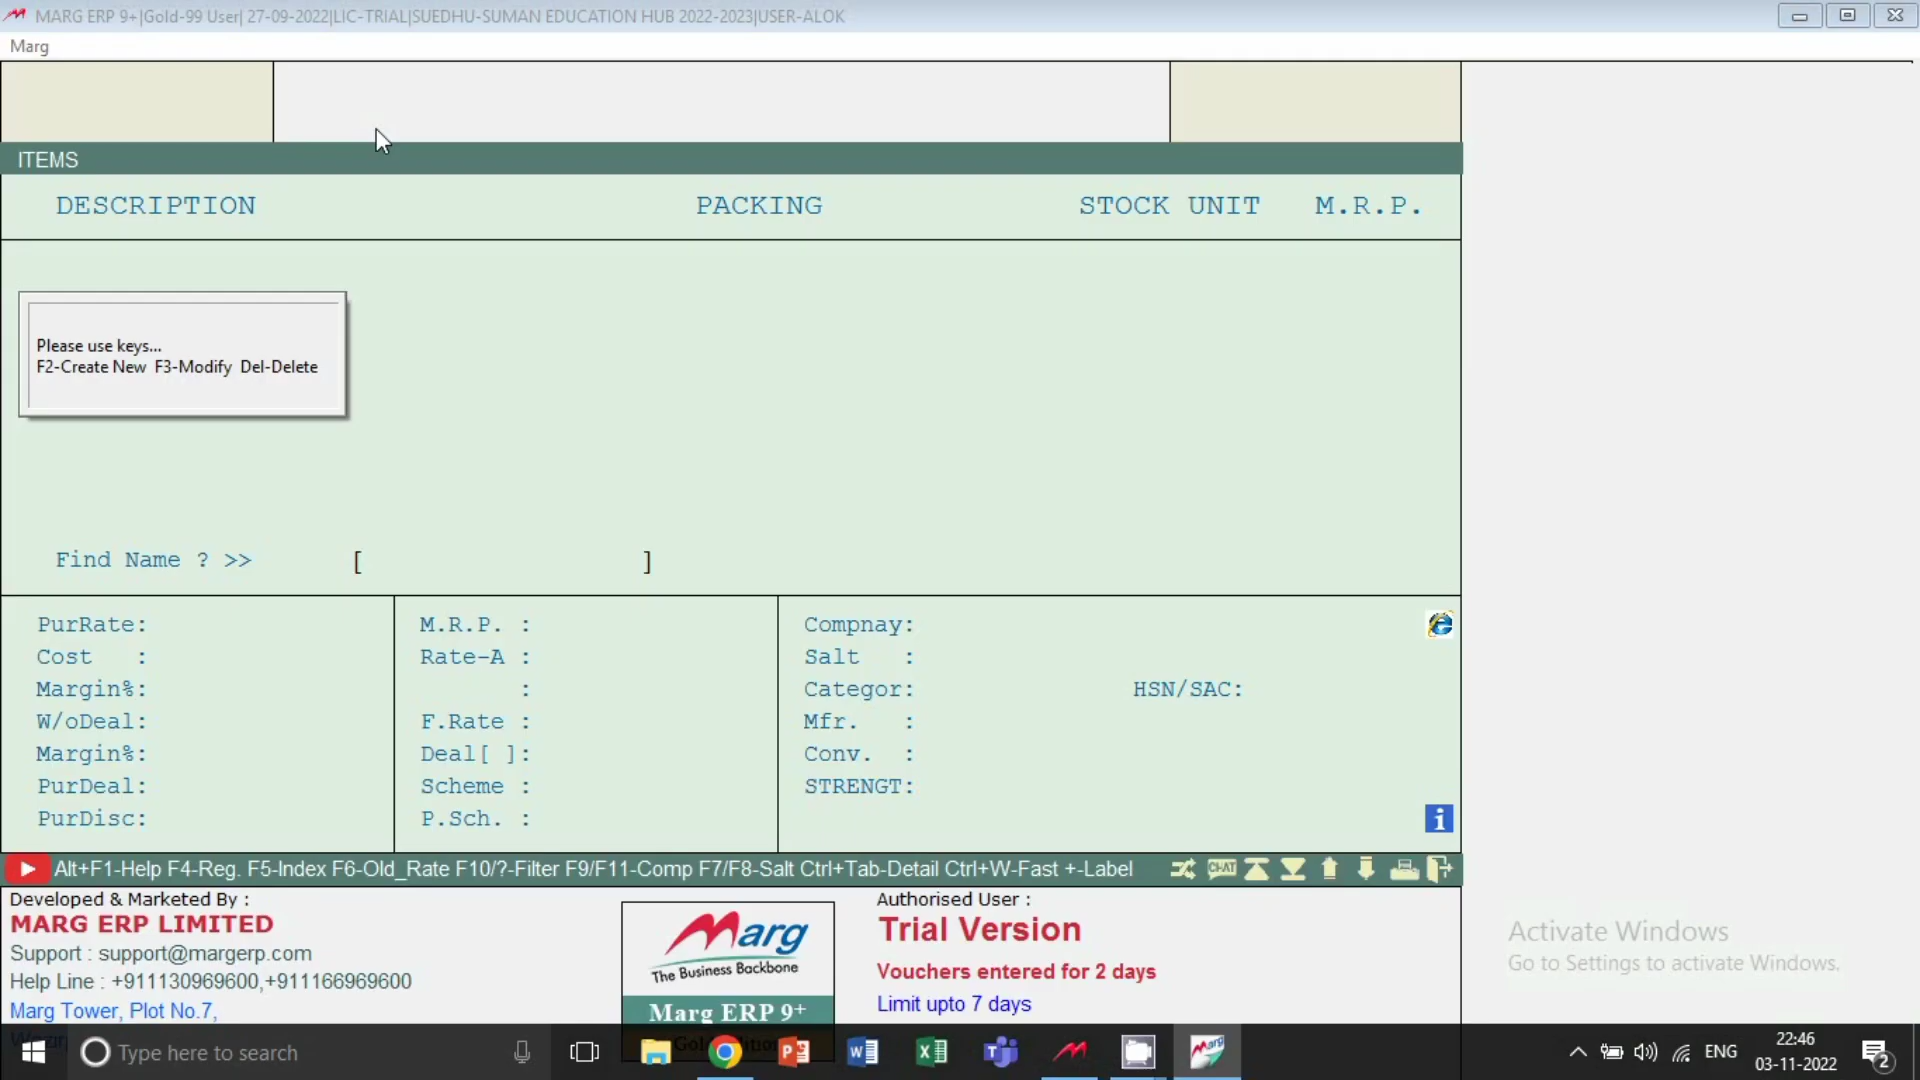 MARG ERP 9+|Gold-99 User| 27-09-2022|LIC-TRIAL|SUEDHU-SUMAN EDUCATION HUB 2022-2023|USER-ALOK
Marg
ITEMS
DESCRIPTION PACKING STOCK UNIT M.R.P.
Please use keys...
F2-Create New F3-Modify Del-Delete
Find Name ? >> [ ]
PurRate: M.R.P. : Compnay:
Cost : Rate-A : Salt :
Margin%: : Categor: HSN/SAC:
W/oDeal: F.Rate : Mfr. :
Margin%: Deal[ ]: Conv. :
PurDeal: Scheme : STRENGT:
PurDisc: P.Sch. :
Alt+F1-Help F4-Reg. F5-Index F6-Old_Rate F10/?-Filter F9/F11-Comp F7/F8-Salt Ctrl+Tab-Detail Ctrl+W-Fast +-Label CHAT
Developed & Marketed By :
MARG ERP LIMITED
Support : support@margerp.com
Help Line : +911130969600,+911166969600
Marg Tower, Plot No.7,
Marg
The Business Backbone
Marg ERP 9+
Authorised User :
Trial Version
Vouchers entered for 2 days
Limit upto 7 days
Activate Windows
Go to Settings to activate Windows.
Type here to search
ENG
22:46
03-11-2022
2